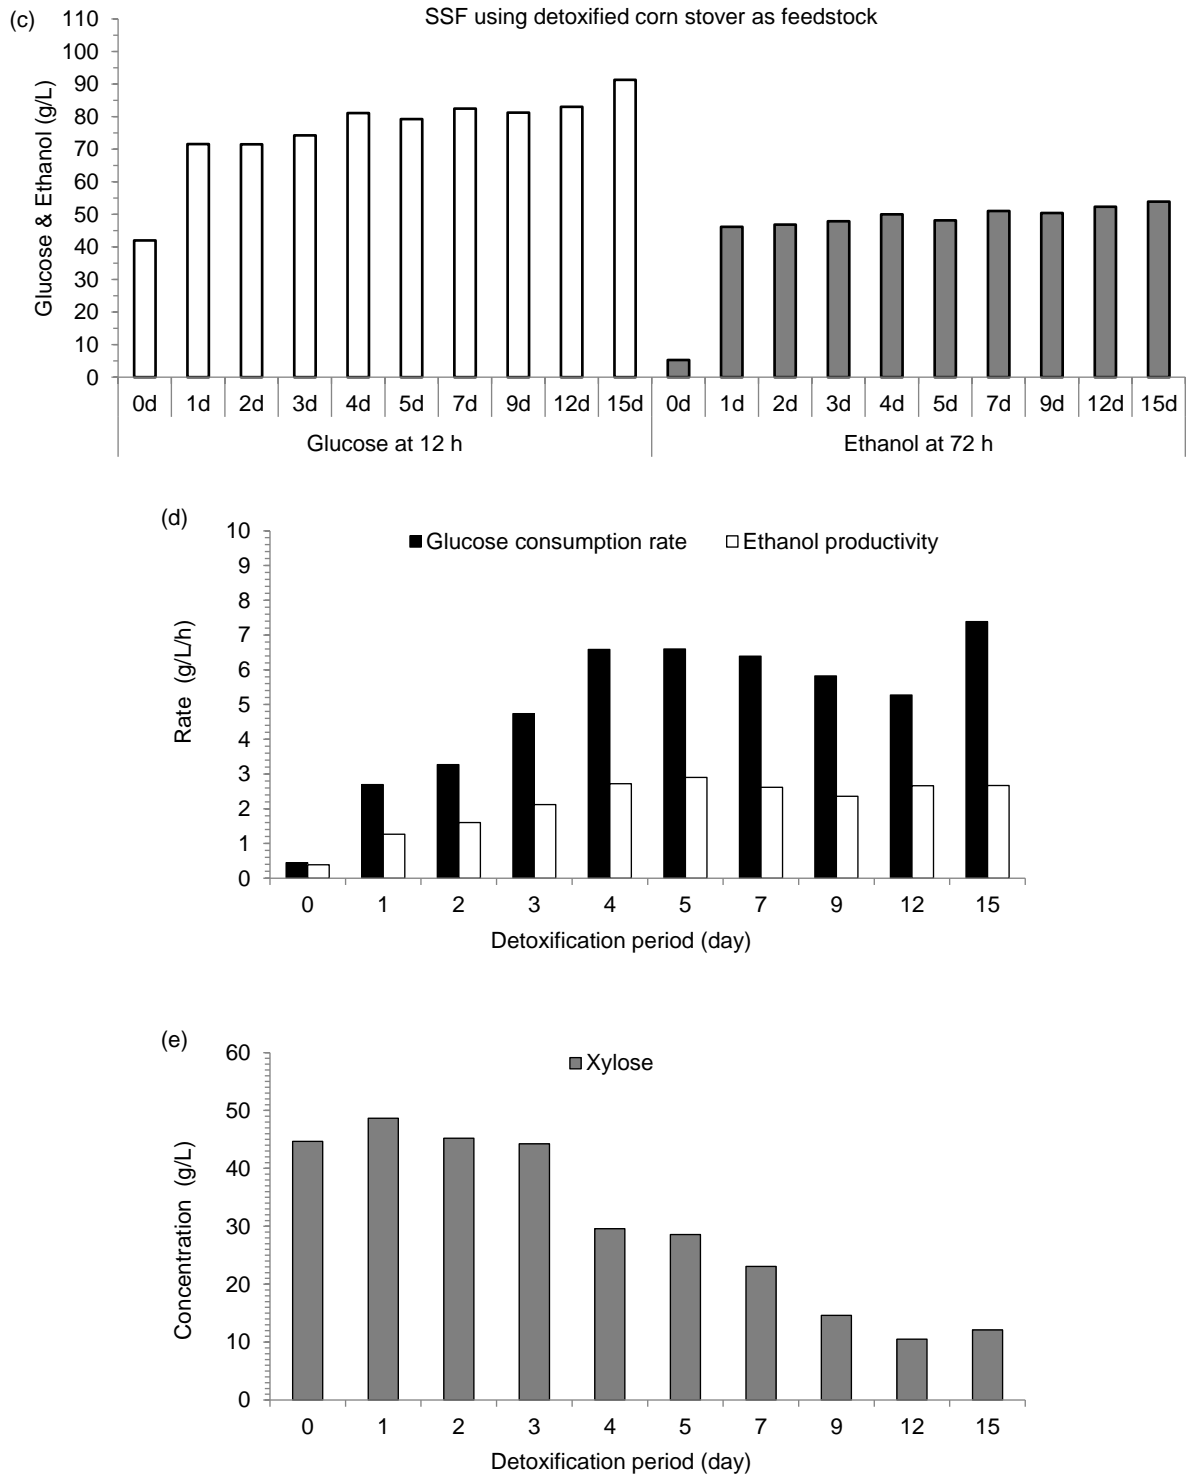 (c)
SSF using detoxified corn stover as feedstock
Glucose & Ethanol (g/L)
110
100
90
80
70
60
50
40
30
20
10
0
0d 1d 2d 3d 4d 5d 7d 9d 12d 15d 0d 1d 2d 3d 4d 5d 7d 9d 12d 15d
Glucose at 12 h Ethanol at 72 h
(d)
Glucose consumption rate Ethanol productivity
Rate (g/L/h)
10
9
8
7
6
5
4
3
2
1
0
0 1 2 3 4 5 7 9 12 15
Detoxification period (day)
(e)
Xylose
Concentration (g/L)
60
50
40
30
20
10
0
0 1 2 3 4 5 7 9 12 15
Detoxification period (day)